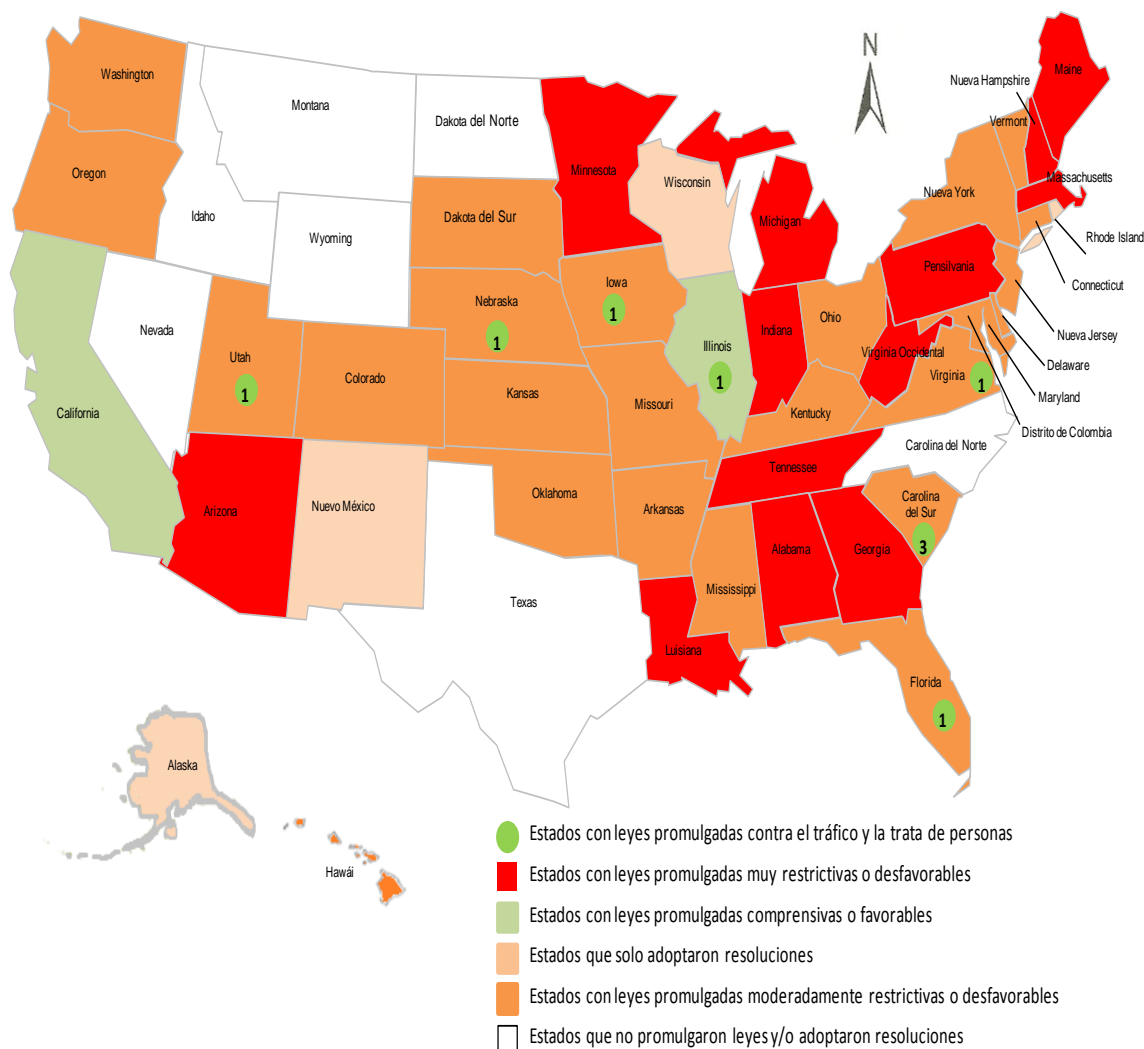 N
Washington
Montana
Dakota del Norte
Minnesota
Nueva Hampshire
Maine
Vermont
Oregon
Idaho
Wyoming
Dakota del Sur
Wisconsin
Michigan
Nueva York
Massachusetts
Rhode Island
Connecticut
Pensilvania
Nueva Jersey
Delaware
Maryland
Distrito de Colombia
Nevada
Utah
1
Colorado
Nebraska
1
Iowa
1
Illinois
1
Indiana
Ohio
Virginia Occidental
Virginia
1
California
Kansas
Missouri
Kentucky
Carolina del Norte
Tennessee
Arizona
Nuevo México
Oklahoma
Arkansas
Carolina
del Sur
3
Mississippi
Alabama
Georgia
Texas
Luisiana
Florida
1
Alaska
Hawái
Estados con leyes promulgadas contra el tráfico y la trata de personas
Estados con leyes promulgadas muy restrictivas o desfavorables
Estados con leyes promulgadas comprensivas o favorables
Estados que solo adoptaron resoluciones
Estados con leyes promulgadas moderadamente restrictivas o desfavorables
Estados que no promulgaron leyes y/o adoptaron resoluciones